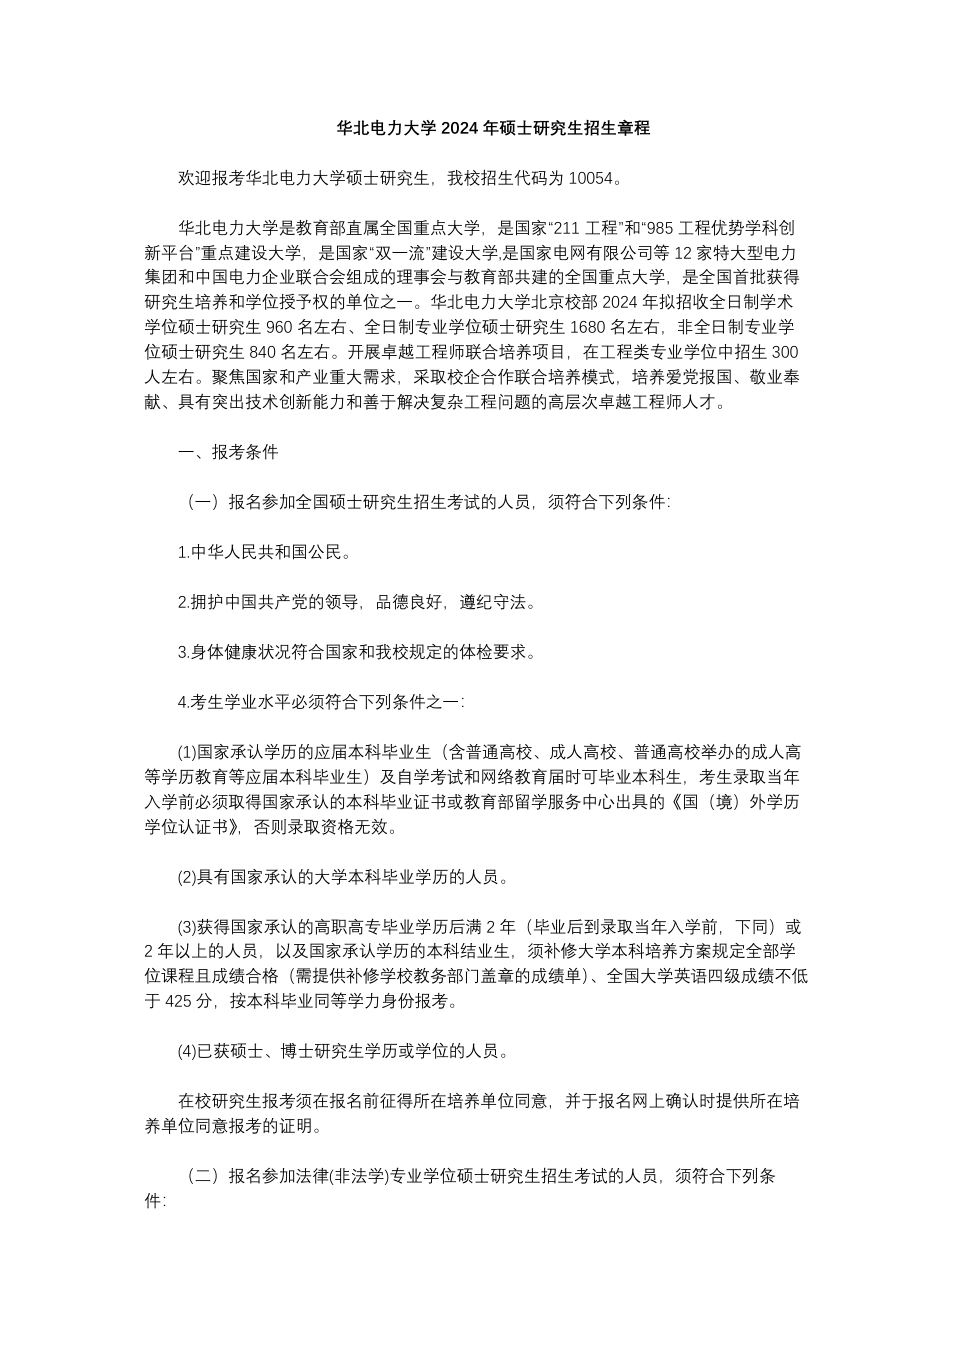 华北电力大学 2024 年硕士研究生招生章程
欢迎报考华北电力大学硕士研究生，我校招生代码为 10054。
华北电力大学是教育部直属全国重点大学，是国家“211 工程”和“985 工程优势学科创
新平台”重点建设大学，是国家“双一流”建设大学,是国家电网有限公司等 12 家特大型电力
集团和中国电力企业联合会组成的理事会与教育部共建的全国重点大学，是全国首批获得
研究生培养和学位授予权的单位之一。华北电力大学北京校部 2024 年拟招收全日制学术
学位硕士研究生 960 名左右、全日制专业学位硕士研究生 1680 名左右，非全日制专业学
位硕士研究生 840 名左右。开展卓越工程师联合培养项目，在工程类专业学位中招生 300
人左右。聚焦国家和产业重大需求，采取校企合作联合培养模式，培养爱党报国、敬业奉
献、具有突出技术创新能力和善于解决复杂工程问题的高层次卓越工程师人才。
一、报考条件
（一）报名参加全国硕士研究生招生考试的人员，须符合下列条件：
1.中华人民共和国公民。
2.拥护中国共产党的领导，品德良好，遵纪守法。
3.身体健康状况符合国家和我校规定的体检要求。
4.考生学业水平必须符合下列条件之一：
(1)国家承认学历的应届本科毕业生（含普通高校、成人高校、普通高校举办的成人高
等学历教育等应届本科毕业生）及自学考试和网络教育届时可毕业本科生，考生录取当年
入学前必须取得国家承认的本科毕业证书或教育部留学服务中心出具的《国（境）外学历
学位认证书》，否则录取资格无效。
(2)具有国家承认的大学本科毕业学历的人员。
(3)获得国家承认的高职高专毕业学历后满 2 年（毕业后到录取当年入学前，下同）或
2 年以上的人员，以及国家承认学历的本科结业生，须补修大学本科培养方案规定全部学
位课程且成绩合格（需提供补修学校教务部门盖章的成绩单）、全国大学英语四级成绩不低
于 425 分，按本科毕业同等学力身份报考。
(4)已获硕士、博士研究生学历或学位的人员。
在校研究生报考须在报名前征得所在培养单位同意，并于报名网上确认时提供所在培
养单位同意报考的证明。
（二）报名参加法律(非法学)专业学位硕士研究生招生考试的人员，须符合下列条
件：